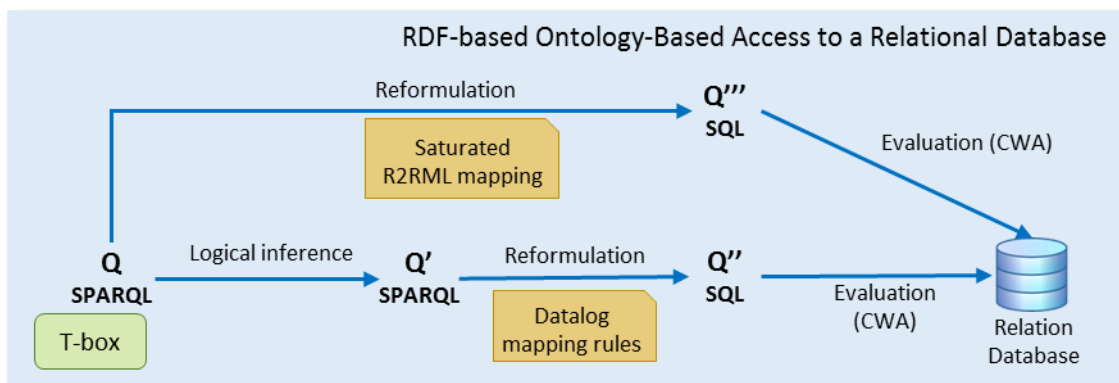 RDF-based Ontology-Based Access to a Relational Database
Reformulation
Q'''
SQL
Saturated
R2RML mapping
Evaluation (CWA)
Q
SPARQL
Logical inference
Q'
SPARQL
Reformulation
Q''
SQL
Evaluation
(CWA)
T-box
Datalog
mapping rules
Relation
Database